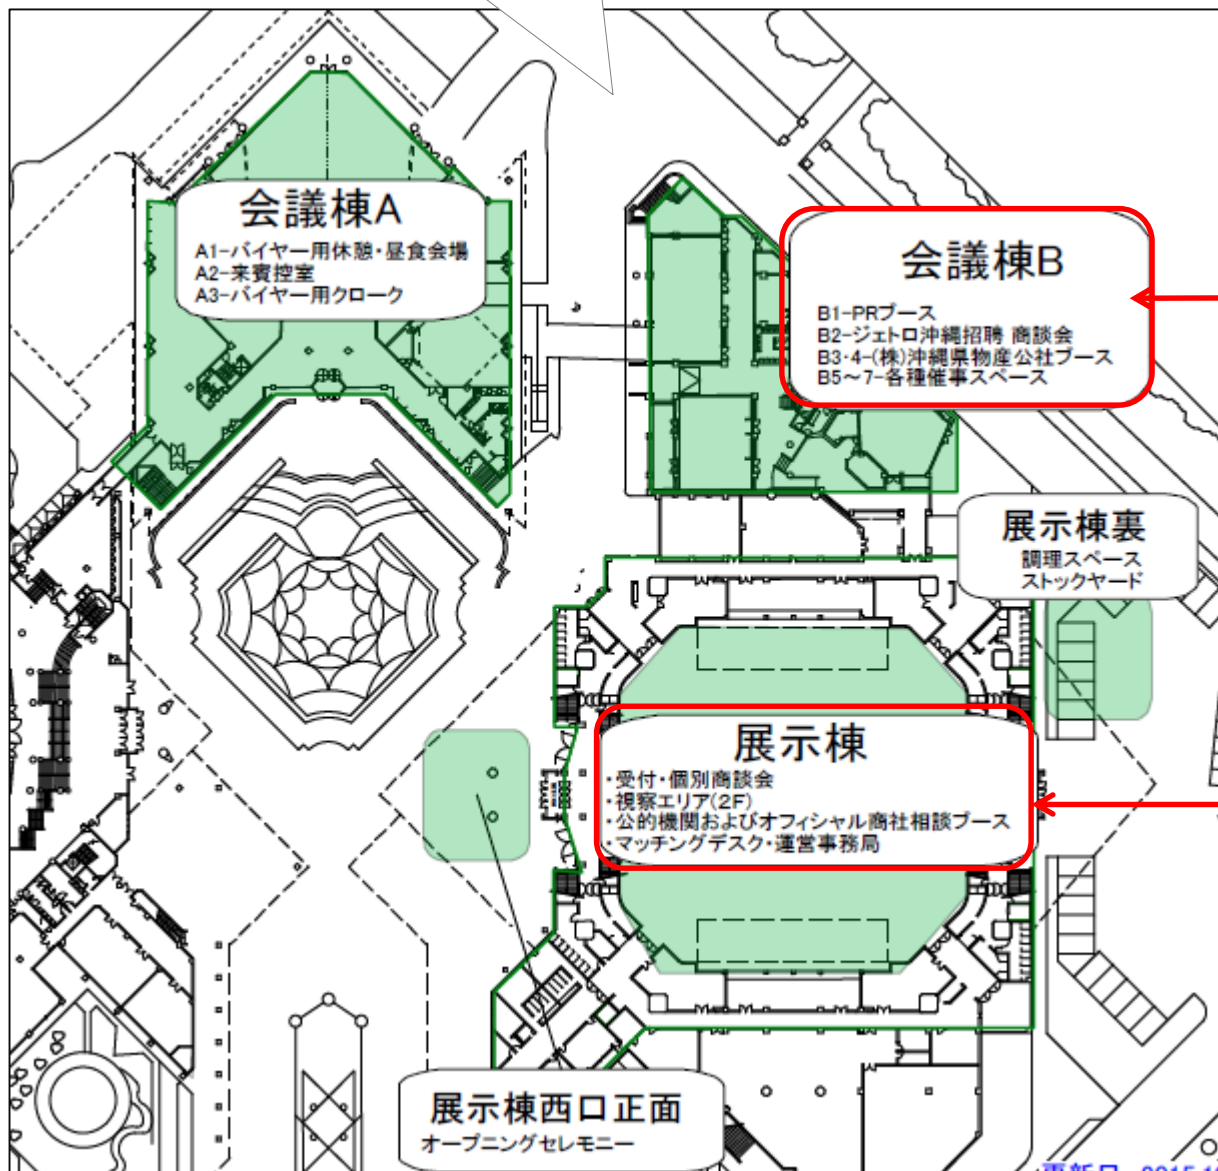 会議棟A
A1-バイヤー用休憩・昼食会場
A2-来賓控室
A3-バイヤー用クローク
会議棟B
B1-PRブース
B2-ジェトロ沖縄招聘 商談会
B3・4-(株)沖縄県物産公社ブース
B5～7-各種催事スペース
展示棟裏
調理スペース
ストックヤード
展示棟
・受付・個別商談会
・視察エリア(2F)
・公的機関およびオフィシャル商社相談ブース
・マッチングデスク・運営事務局
展示棟西口正面
オープニングセレモニー